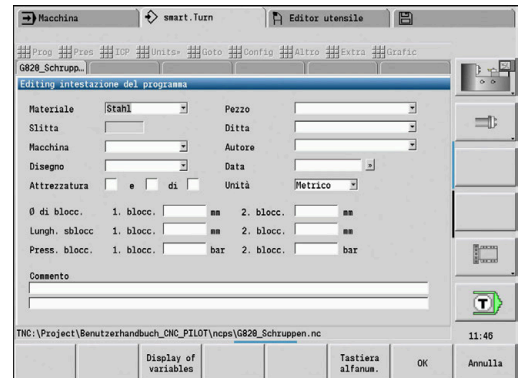 Macchina smart.Turn Editor utensile
Prog Pres ICP Units» Goto Config Altro Extra Grafic
G820_Schrupp…
Editing intestazione del programma
Materiale Stahl Pezzo
Slitta Ditta
Macchina Autore
Disegno Data »
Attrezzatura e di Unità Metrico
Ø di blocc. 1. blocc. mm 2. blocc. mm
Lungh. sblocc 1. blocc. mm 2. blocc. mm
Press. blocc. 1. blocc. bar 2. blocc. bar
Commento
T
TNC:\Project\Benutzerhandbuch_CNC_PILOT\ncps\G820_Schruppen.nc 11:46
Display of variables Tastiera alfanum. OK Annulla